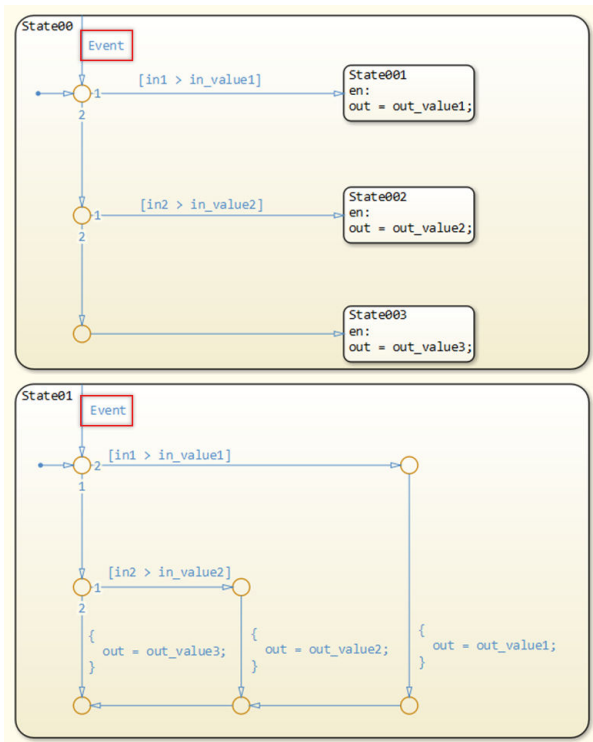 State00
Event
1 [in1 > in_value1]
State001
en:
out = out_value1;
2
1 [in2 > in_value2]
State002
en:
out = out_value2;
2
State003
en:
out = out_value3;
State01
Event
2 [in1 > in_value1]
1
[in2 > in_value2]
1
2
{
out = out_value3;
}
{
out = out_value2;
}
{
out = out_value1;
}